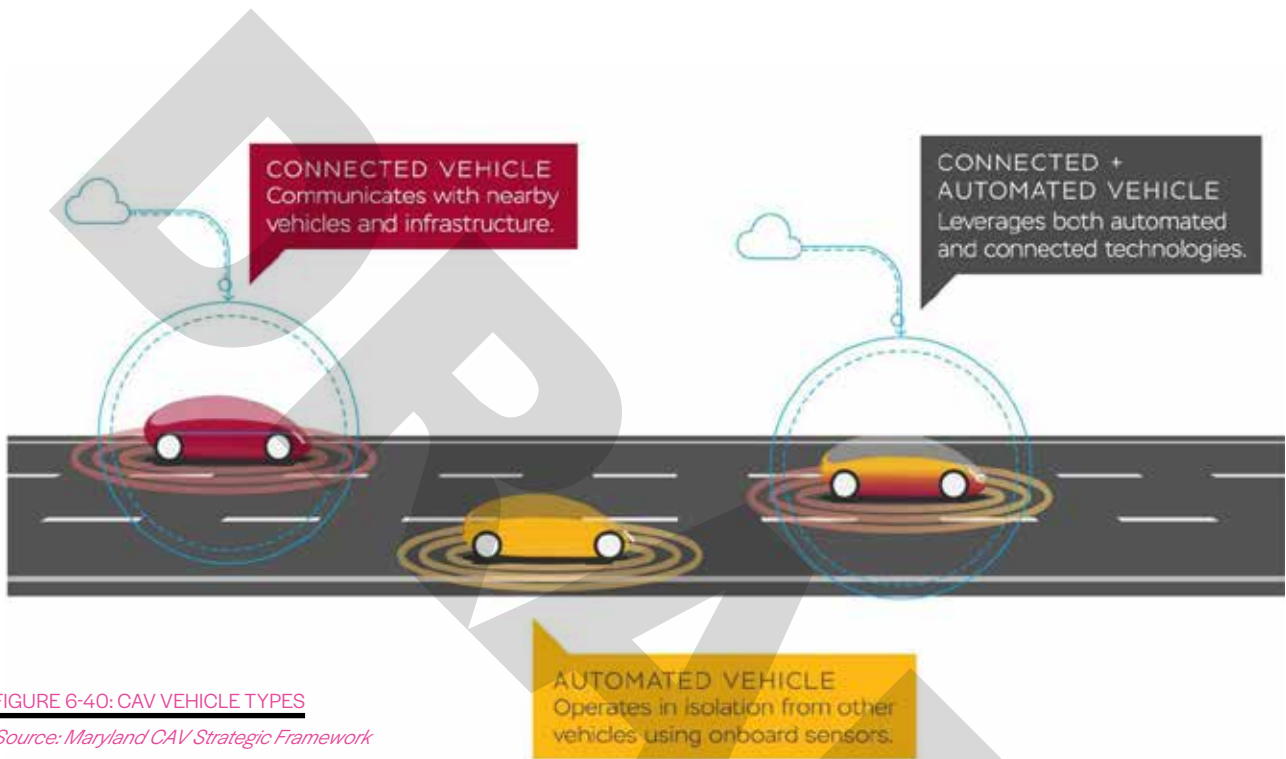 CONNECTED VEHICLE
Communicates with nearby
vehicles and infrastructure.
CONNECTED +
AUTOMATED VEHICLE
Leverages both automated
and connected technologies.
AUTOMATED VEHICLE
Operates in isolation from other
vehicles using onboard sensors.
FIGURE 6-40: CAV VEHICLE TYPES
Source: Maryland CAV Strategic Framework